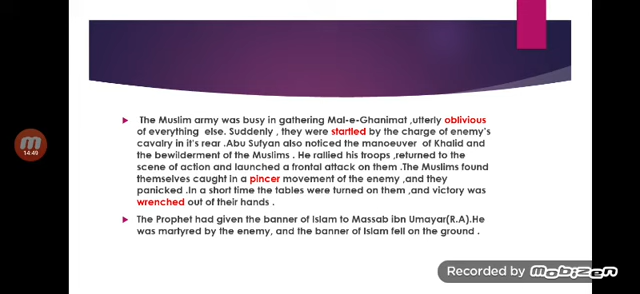 The Muslim army was busy in gathering Mal-e-Ghanimat ,utterly oblivious
of everything else. Suddenly , they were startled by the charge of enemy's
cavalry in it's rear .Abu Sufyan also noticed the manoeuver of Khalid and
the bewilderment of the Muslims . He rallied his troops ,returned to the
scene of action and launched a frontal attack on them .The Muslims found
themselves caught in a pincer movement of the enemy ,and they
panicked .In a short time the tables were turned on them ,and victory was
wrenched out of their hands .
The Prophet had given the banner of Islam to Massab ibn Umayar(R.A).He
was martyred by the enemy, and the banner of Islam fell on the ground .
14:49
Recorded by Mobizen